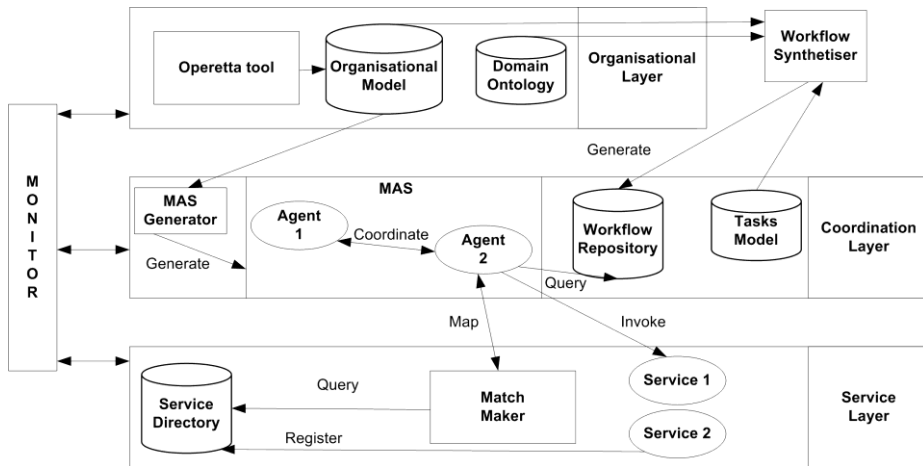 Operetta tool
Organisational
Model
Domain
Ontology
Organisational
Layer
Workflow
Synthetiser
MONITOR
Generate
MAS
Generator
Generate
MAS
Agent
1
Coordinate
Agent
2
Workflow
Repository
Query
Tasks
Model
Coordination
Layer
Map
Invoke
Service
Directory
Query
Register
Match
Maker
Service 1
Service 2
Service
Layer